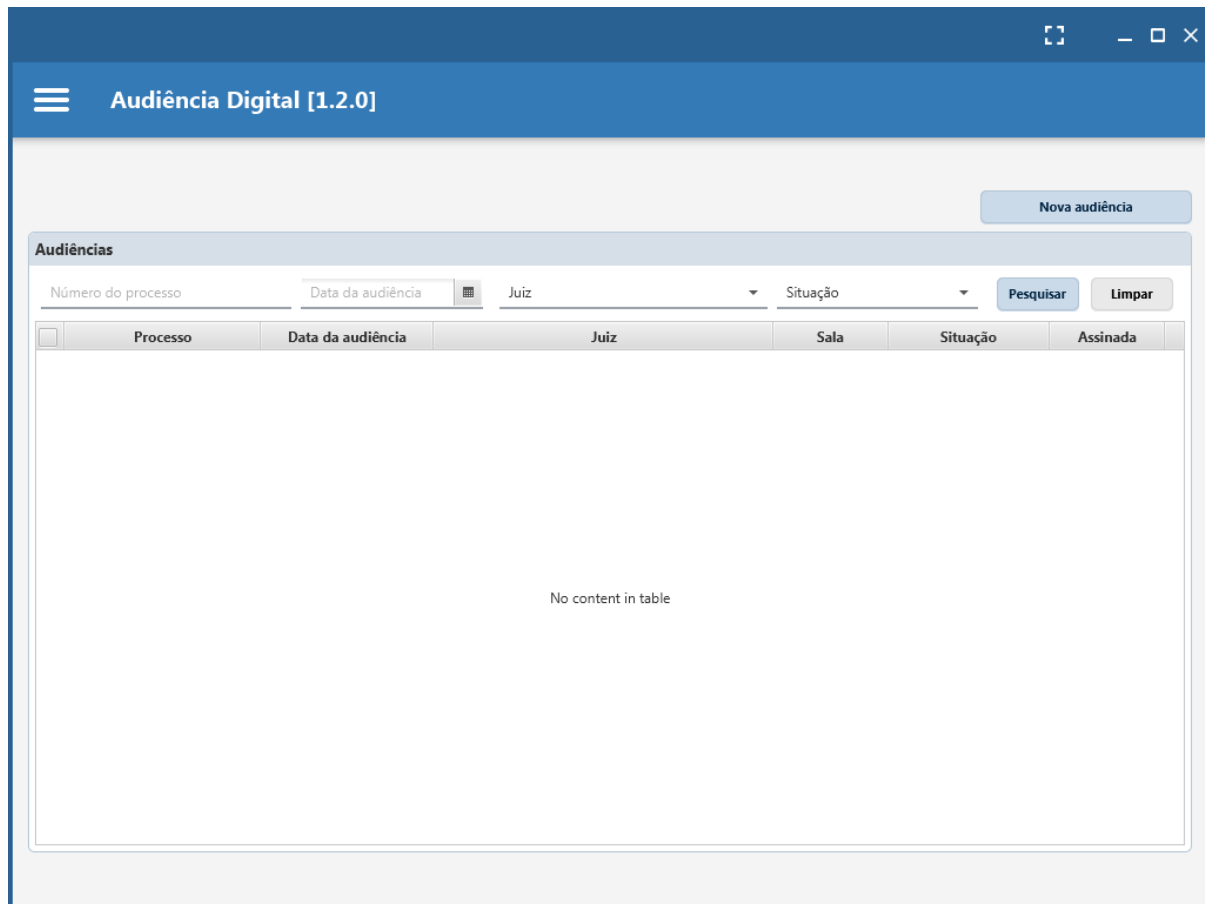 Audiência Digital [1.2.0]
Nova audiência
Audiências
Número do processo Data da audiência Juiz Situação Pesquisar Limpar
Processo Data da audiência Juiz Sala Situação Assinada
No content in table